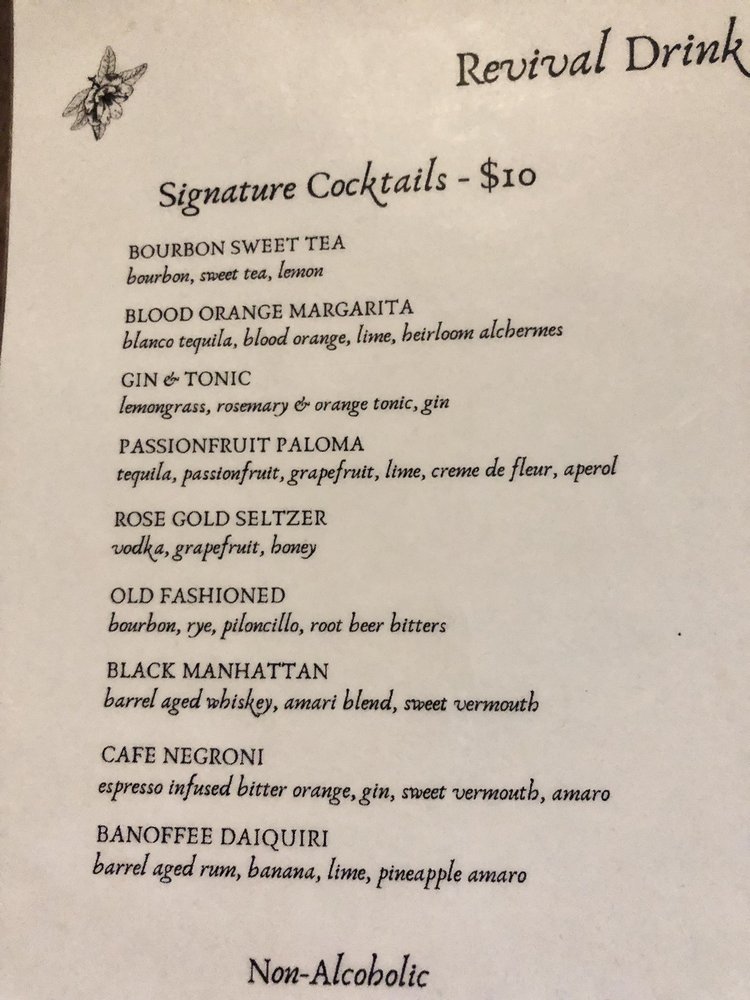 Revival Drink
Signature Cocktails - $10
BOURBON SWEET TEA
bourbon, sweet tea, lemon
BLOOD ORANGE MARGARITA
blanco tequila, blood orange, lime, heirloom alchermes
GIN & TONIC
lemongrass, rosemary & orange tonic, gin
PASSIONFRUIT PALOMA
tequila, passionfruit, grapefruit, lime, creme de fleur, aperol
ROSE GOLD SELTZER
vodka, grapefruit, honey
OLD FASHIONED
bourbon, rye, piloncillo, root beer bitters
BLACK MANHATTAN
barrel aged whiskey, amari blend, sweet vermouth
CAFE NEGRONI
espresso infused bitter orange, gin, sweet vermouth, amaro
BANOFFEE DAIQUIRI
barrel aged rum, banana, lime, pineapple amaro
Non-Alcoholic